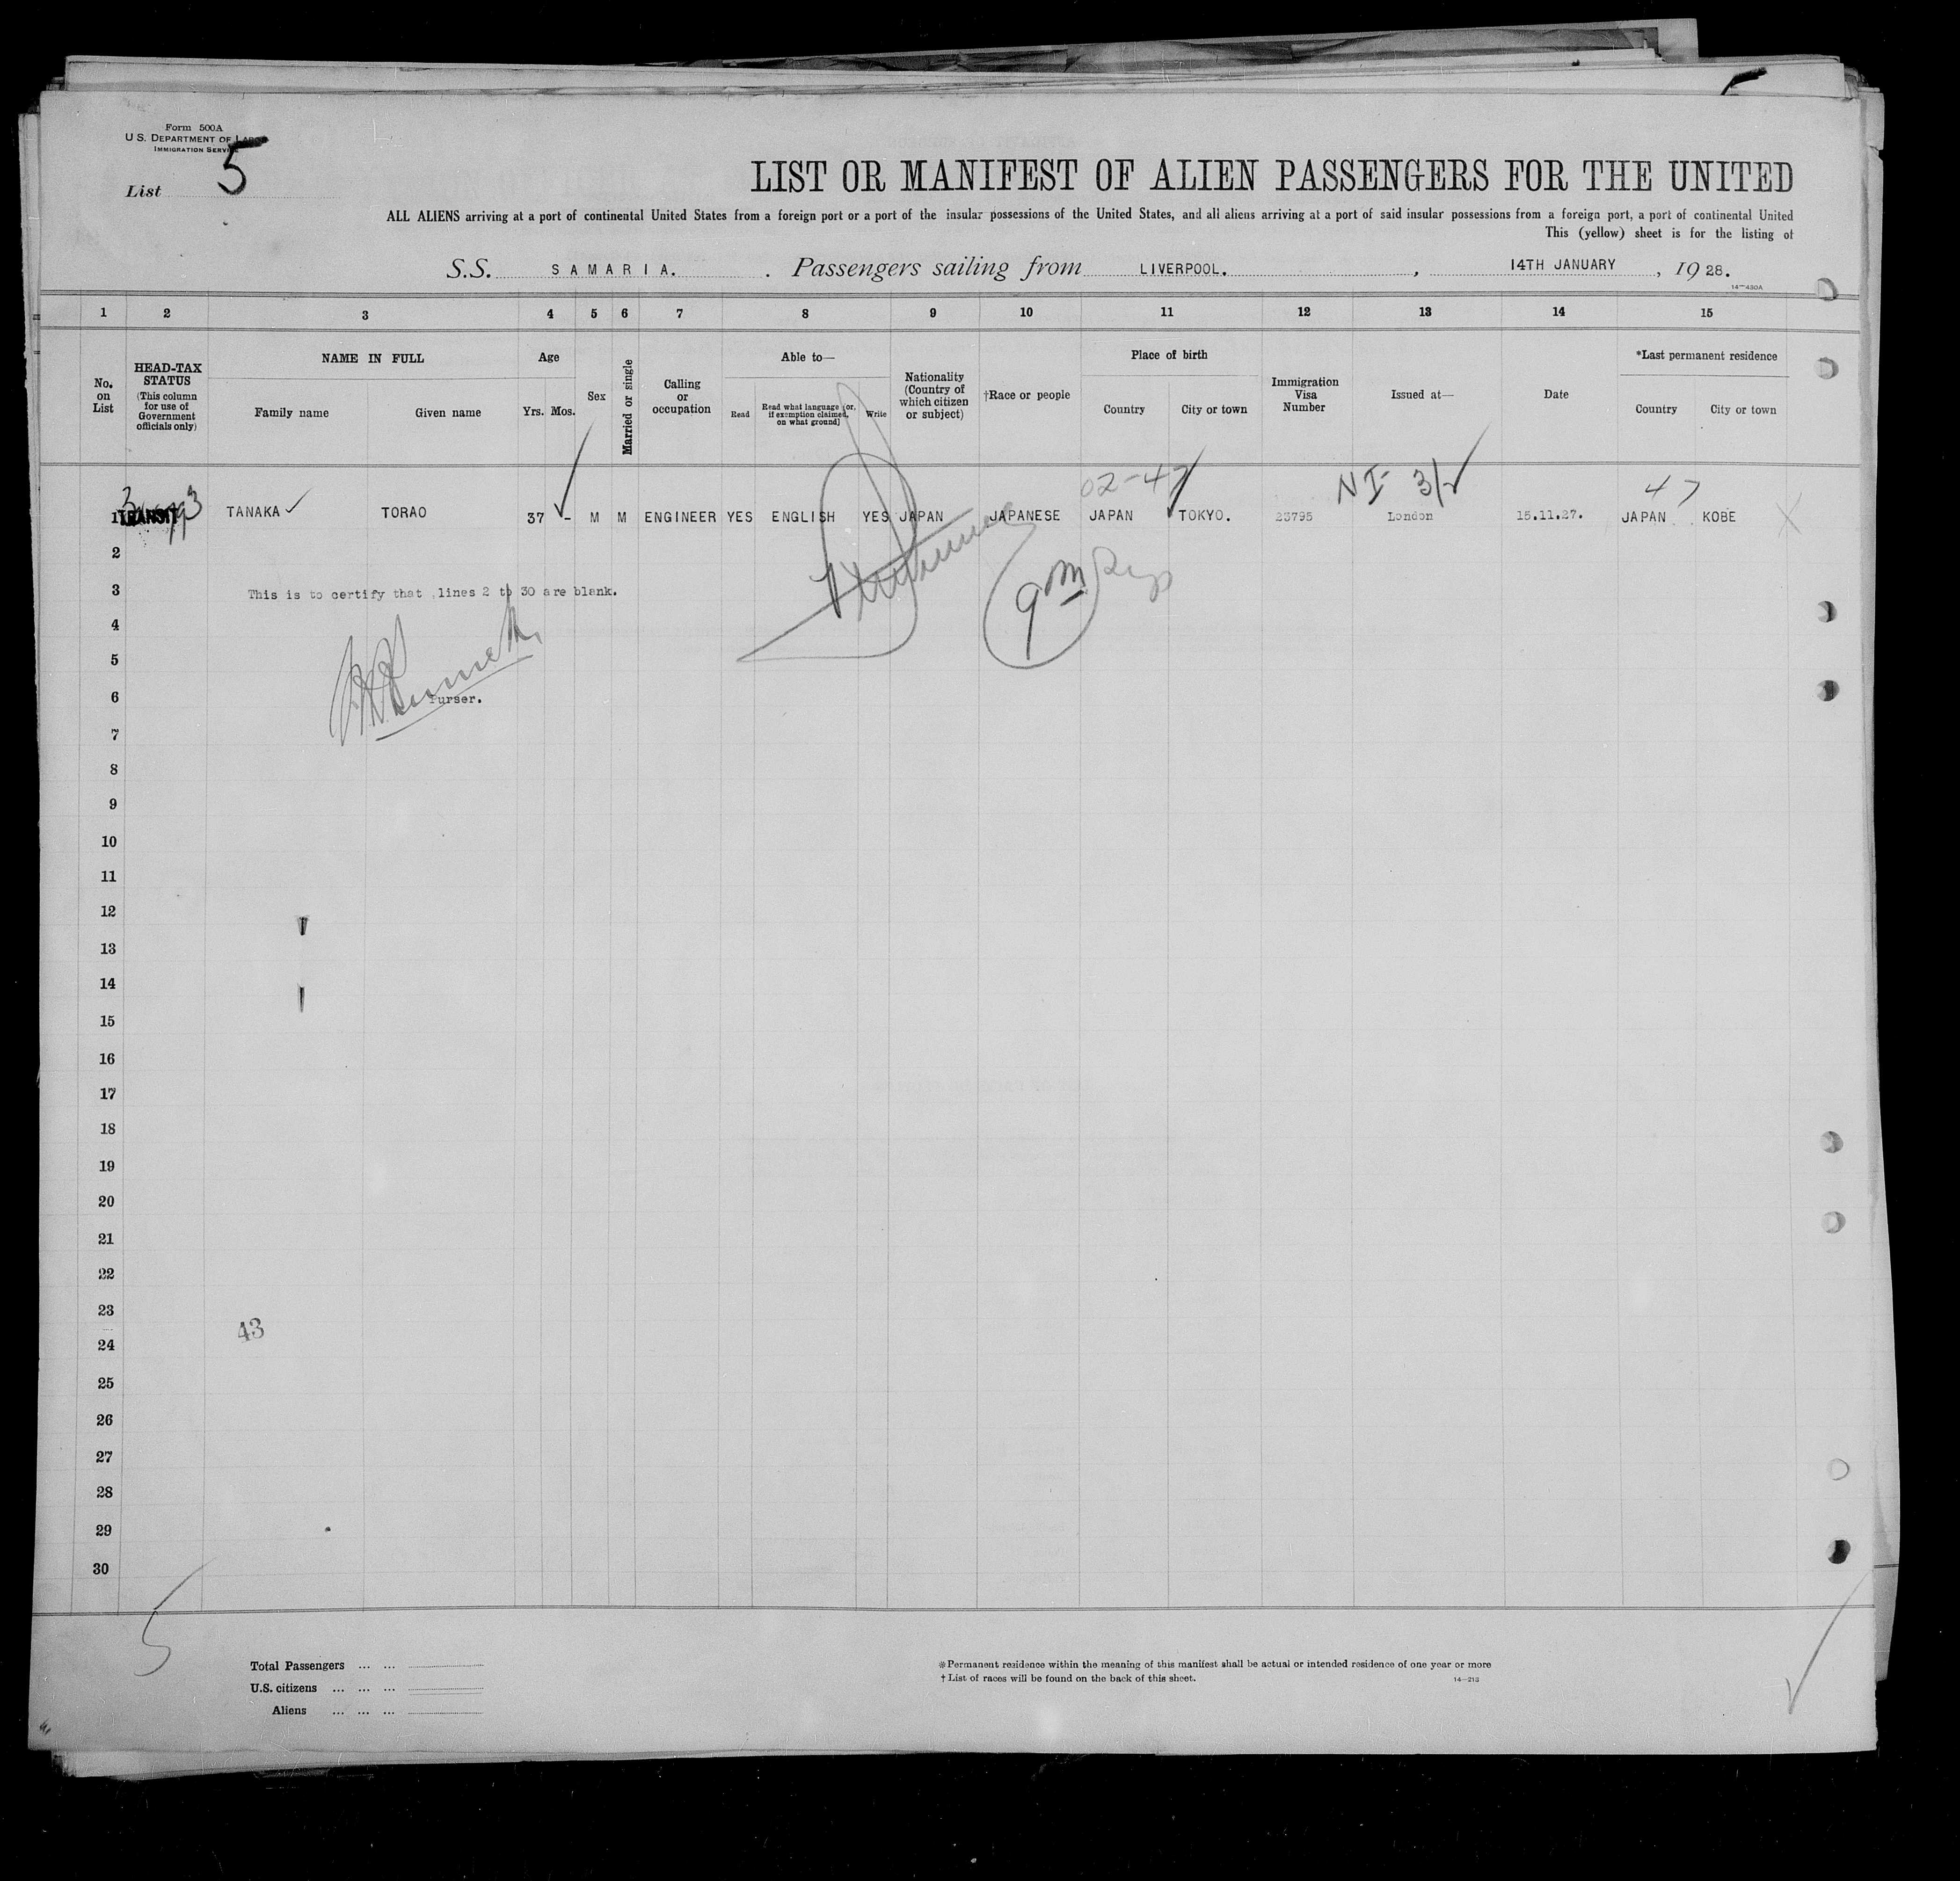 Form 500A
U.S. DEPARTMENT OF LABOR
IMMIGRATION SERVICE
List 5
LIST OR MANIFEST OF ALIEN PASSENGERS FOR THE UNITED
ALL ALIENS arriving at a port of continental United States from a foreign port or a port of the insular possessions of the United States, and all aliens arriving at a port of said insular possessions from a foreign port, a port of continental United
This (yellow) sheet is for the listing of
S.S. SAMARIA. . Passengers sailing from LIVERPOOL. , 14TH JANUARY , 1928.
14—430A
1 2 3 4 5 6 7 8 9 10 11 12 13 14 15
No. on List
HEAD-TAX STATUS (This column for use of Government officials only)
NAME IN FULL
Family name Given name
Age
Yrs. Mos.
Sex
Married or single
Calling or occupation
Able to—
Read
Read what language [or, if exemption claimed, on what ground]
Write
Nationality (Country of which citizen or subject)
†Race or people
Place of birth
Country City or town
Immigration Visa Number
Issued at—
Date
*Last permanent residence
Country City or town
02-47 NI- 3/2 47
1 TRANSIT TANAKA TORAO 37 - M M ENGINEER YES ENGLISH YES JAPAN JAPANESE JAPAN TOKYO. 23795 London 15.11.27. JAPAN KOBE
2
3 This is to certify that lines 2 to 30 are blank.
4
5
6 Purser.
7
8
9
10
11
12
13
14
15
16
17
18
19
20
21
22
23
43
24
25
26
27
28
29
30
5
Total Passengers ... ...
U.S. citizens ... ... ...
Aliens ... ... ...
*Permanent residence within the meaning of this manifest shall be actual or intended residence of one year or more
†List of races will be found on the back of this sheet.
14—213